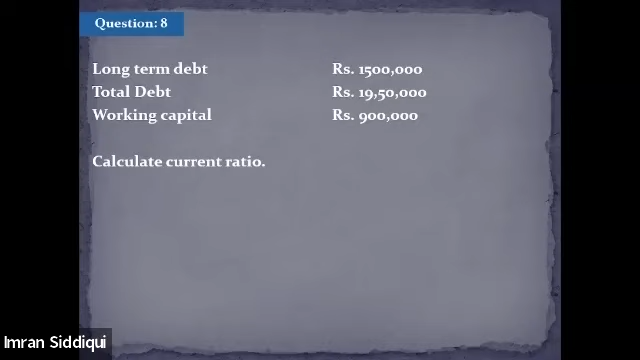 Question: 8
Long term debt Rs. 1500,000
Total Debt Rs. 19,50,000
Working capital Rs. 900,000
Calculate current ratio.
Imran Siddiqui